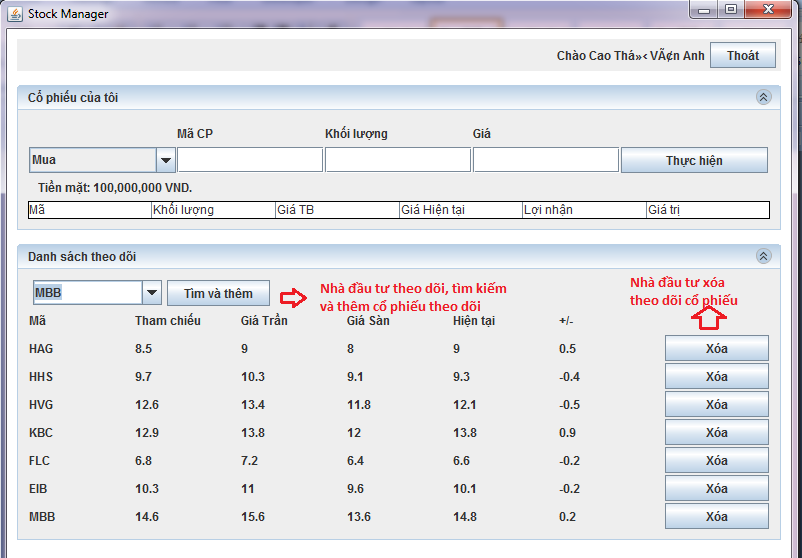 Stock Manager
Chào Cao Thá»‹ VÃ¢n Anh Thoát
Cổ phiếu của tôi
Mã CP Khối lượng Giá
Mua Thực hiện
Tiền mặt: 100,000,000 VND.
Mã Khối lượng Giá TB Giá Hiện tại Lợi nhận Giá trị
Danh sách theo dõi
MBB Tìm và thêm
Nhà đầu tư theo dõi, tìm kiếm
và thêm cổ phiếu theo dõi
Nhà đầu tư xóa
theo dõi cổ phiếu
Mã Tham chiếu Giá Trần Giá Sàn Hiện tại +/-
HAG 8.5 9 8 9 0.5 Xóa
HHS 9.7 10.3 9.1 9.3 -0.4 Xóa
HVG 12.6 13.4 11.8 12.1 -0.5 Xóa
KBC 12.9 13.8 12 13.8 0.9 Xóa
FLC 6.8 7.2 6.4 6.6 -0.2 Xóa
EIB 10.3 11 9.6 10.1 -0.2 Xóa
MBB 14.6 15.6 13.6 14.8 0.2 Xóa